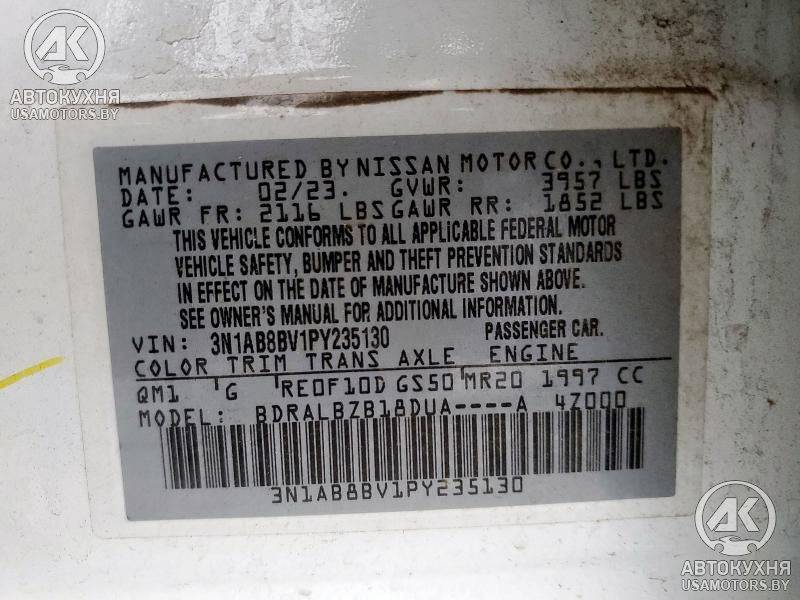 AK
АВТОКУХНЯ
USAMOTORS.BY
MANUFACTURED BY NISSAN MOTOR CO., LTD.
DATE: 02/23. GVWR: 3957 LBS
GAWR FR: 2116 LBS GAWR RR: 1852 LBS
THIS VEHICLE CONFORMS TO ALL APPLICABLE FEDERAL MOTOR
VEHICLE SAFETY, BUMPER AND THEFT PREVENTION STANDARDS
IN EFFECT ON THE DATE OF MANUFACTURE SHOWN ABOVE.
SEE OWNER'S MANUAL FOR ADDITIONAL INFORMATION.
VIN: 3N1AB8BV1PY235130 PASSENGER CAR.
COLOR TRIM TRANS AXLE ENGINE
QM1 G RE0F10D GS50 MR20 1997 CC
MODEL: BDRALBZB18DUA----A 4Z000
3N1AB8BV1PY235130
AK
АВТОКУХНЯ
USAMOTORS.BY